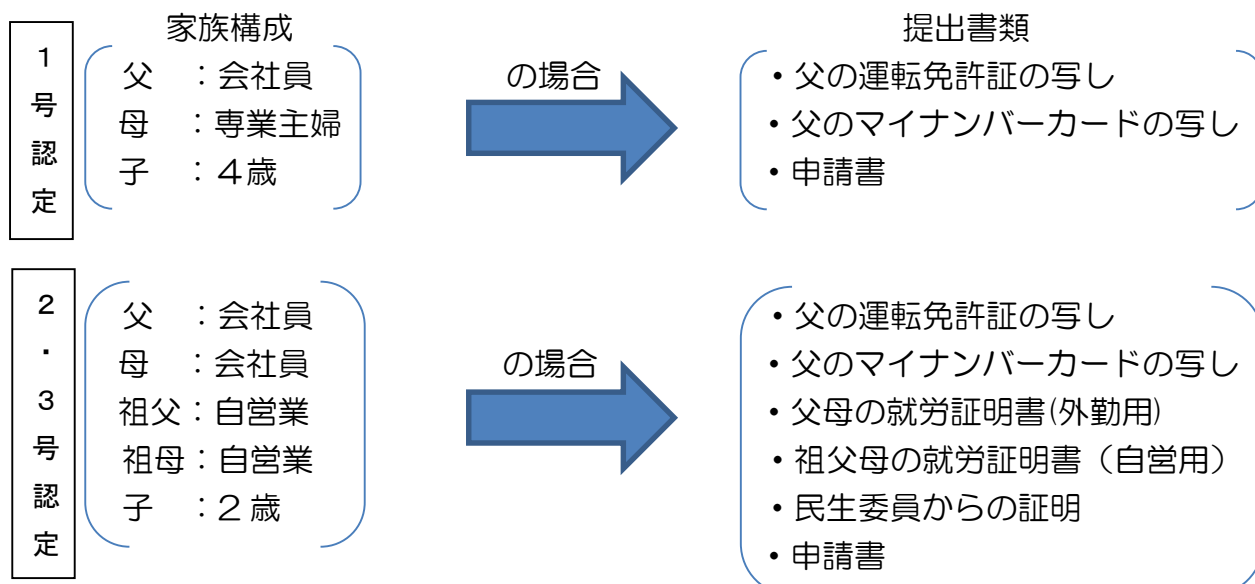 1号認定
家族構成
父 ：会社員
母 ：専業主婦
子 ：４歳
の場合
提出書類
・父の運転免許証の写し
・父のマイナンバーカードの写し
・申請書
2・3号認定
父 ：会社員
母 ：会社員
祖父：自営業
祖母：自営業
子 ：２歳
の場合
・父の運転免許証の写し
・父のマイナンバーカードの写し
・父母の就労証明書(外勤用)
・祖父母の就労証明書（自営用）
・民生委員からの証明
・申請書